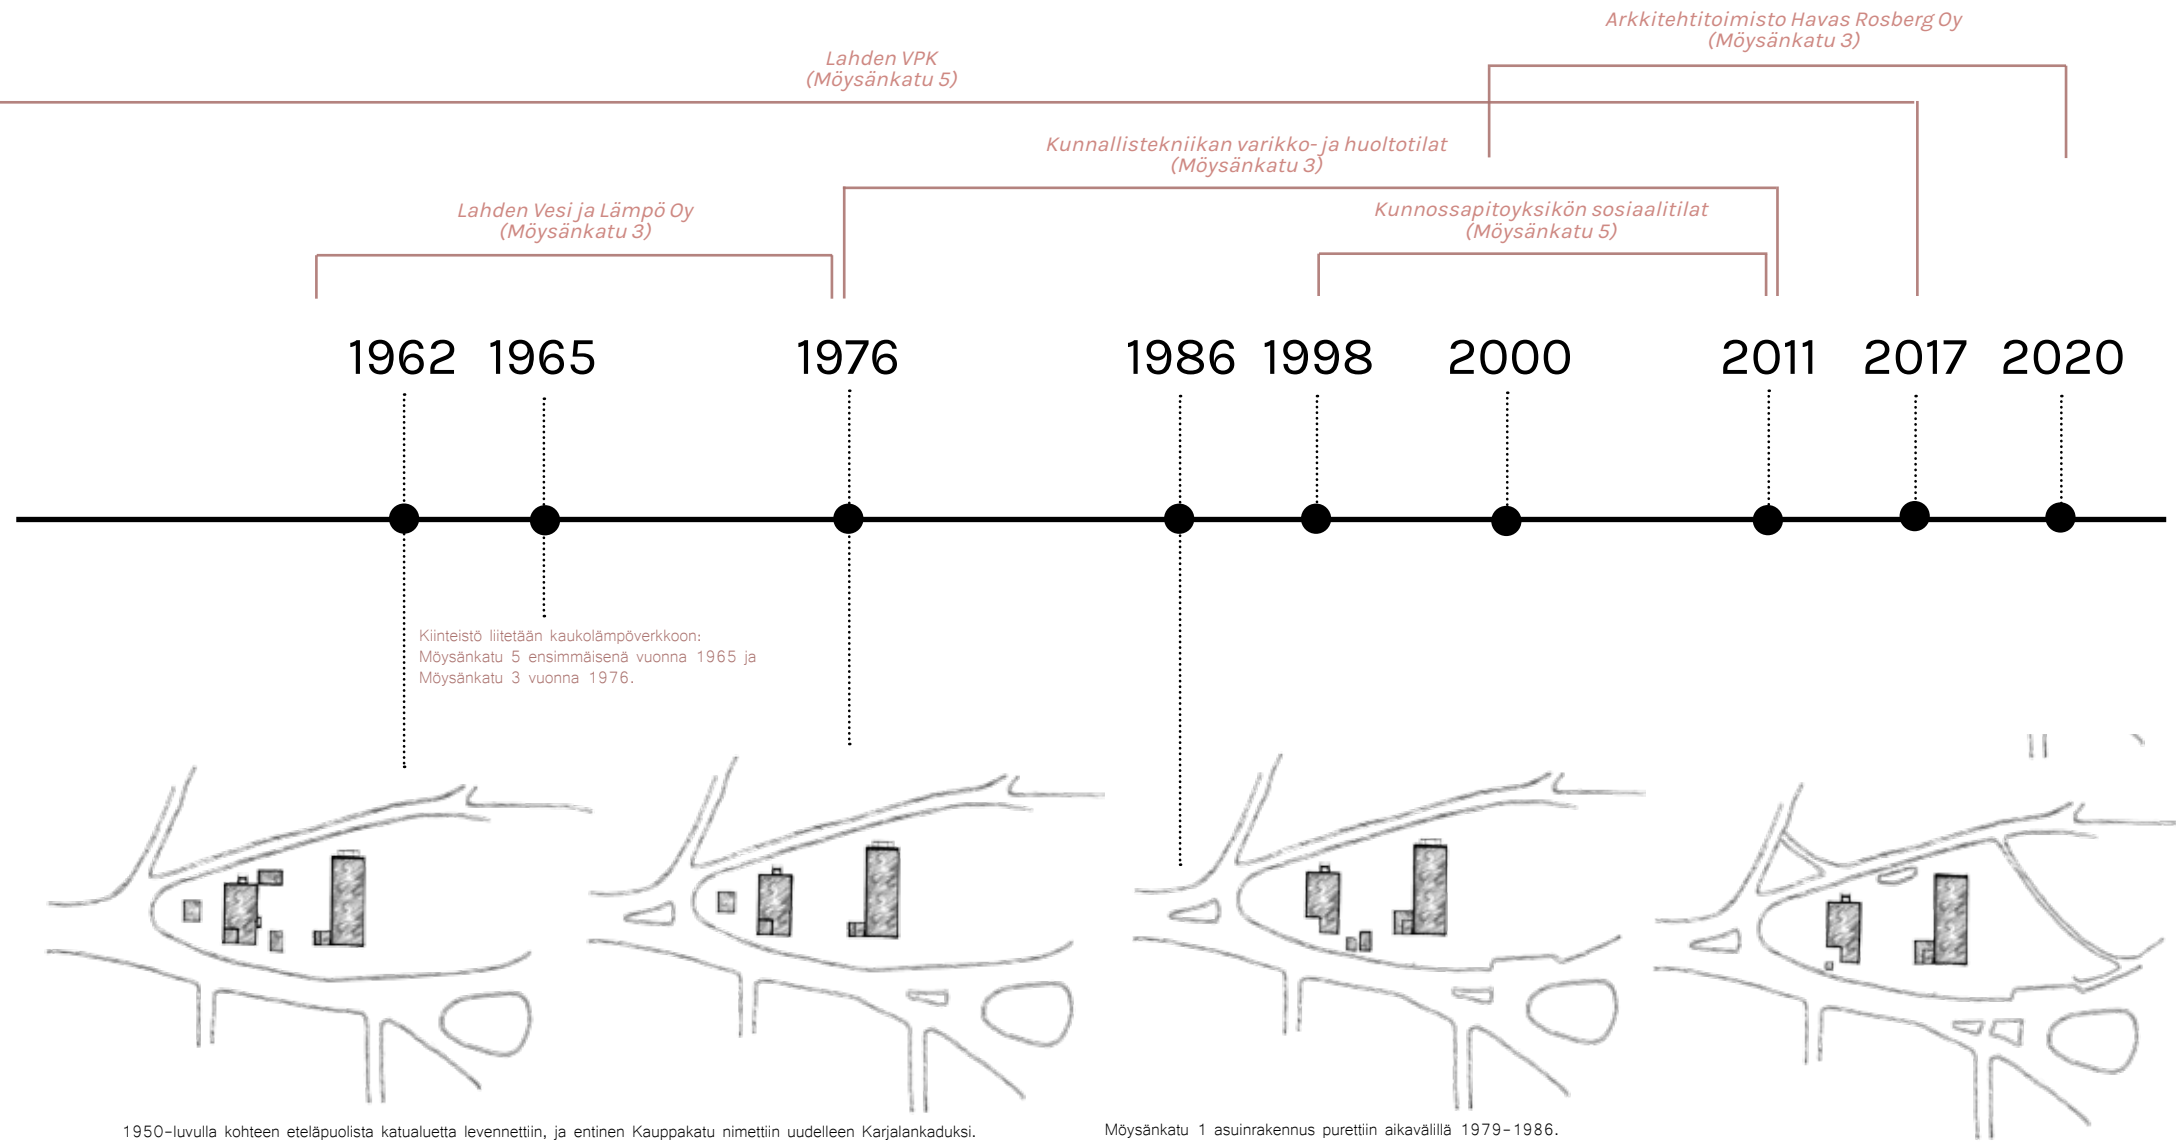 Arkkitehtitoimisto Havas Rosberg Oy
(Möysänkatu 3)
Lahden VPK
(Möysänkatu 5)
Kunnallistekniikan varikko- ja huoltotilat
(Möysänkatu 3)
Lahden Vesi ja Lämpö Oy
(Möysänkatu 3)
Kunnossapitoyksikön sosiaalitilat
(Möysänkatu 5)
1962 1965 1976 1986 1998 2000 2011 2017 2020
Kiinteistö liitetään kaukolämpöverkkoon:
Möysänkatu 5 ensimmäisenä vuonna 1965 ja
Möysänkatu 3 vuonna 1976.
1950-luvulla kohteen eteläpuolista katualuetta levennettiin, ja entinen Kauppakatu nimettiin uudelleen Karjalankaduksi.
Möysänkatu 1 asuinrakennus purettiin aikavälillä 1979-1986.